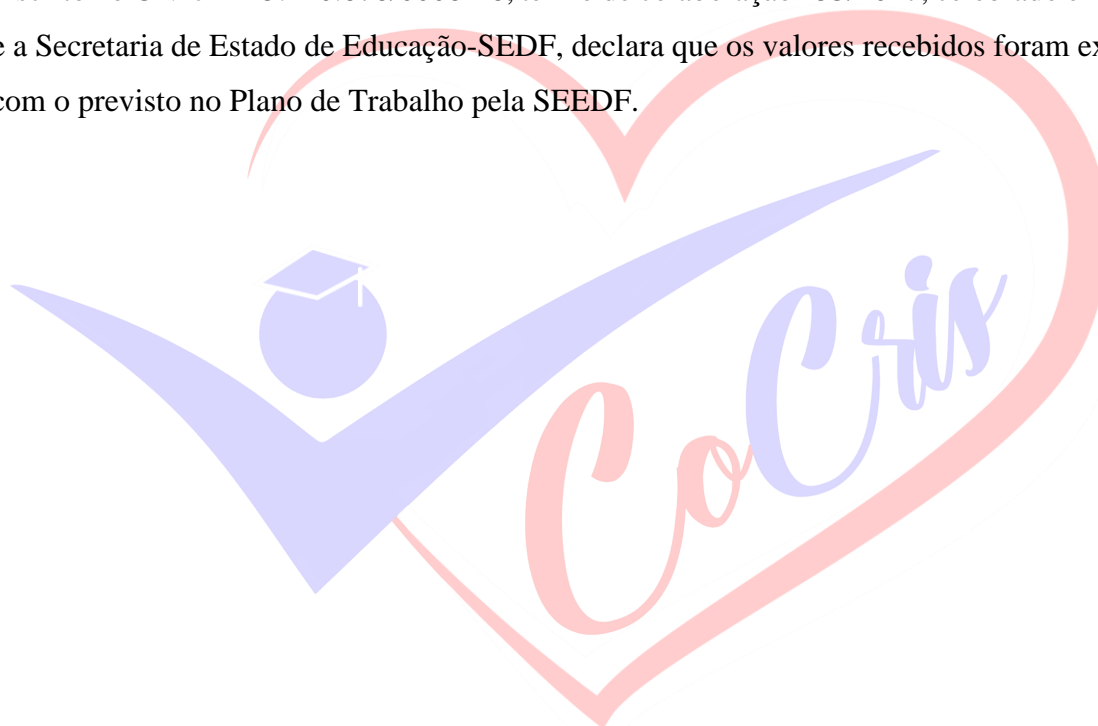 e a Secretaria de Estado de Educação-SEDF, declara que os valores recebidos foram ex
com o previsto no Plano de Trabalho pela SEEDF.
CoCris